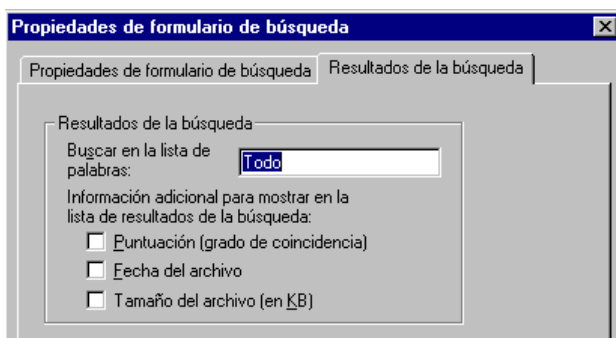 Propiedades de formulario de búsqueda
Propiedades de formulario de búsqueda Resultados de la búsqueda
Resultados de la búsqueda
Buscar en la lista de
palabras:
Todo
Información adicional para mostrar en la
lista de resultados de la búsqueda:
Puntuación (grado de coincidencia)
Fecha del archivo
Tamaño del archivo (en KB)